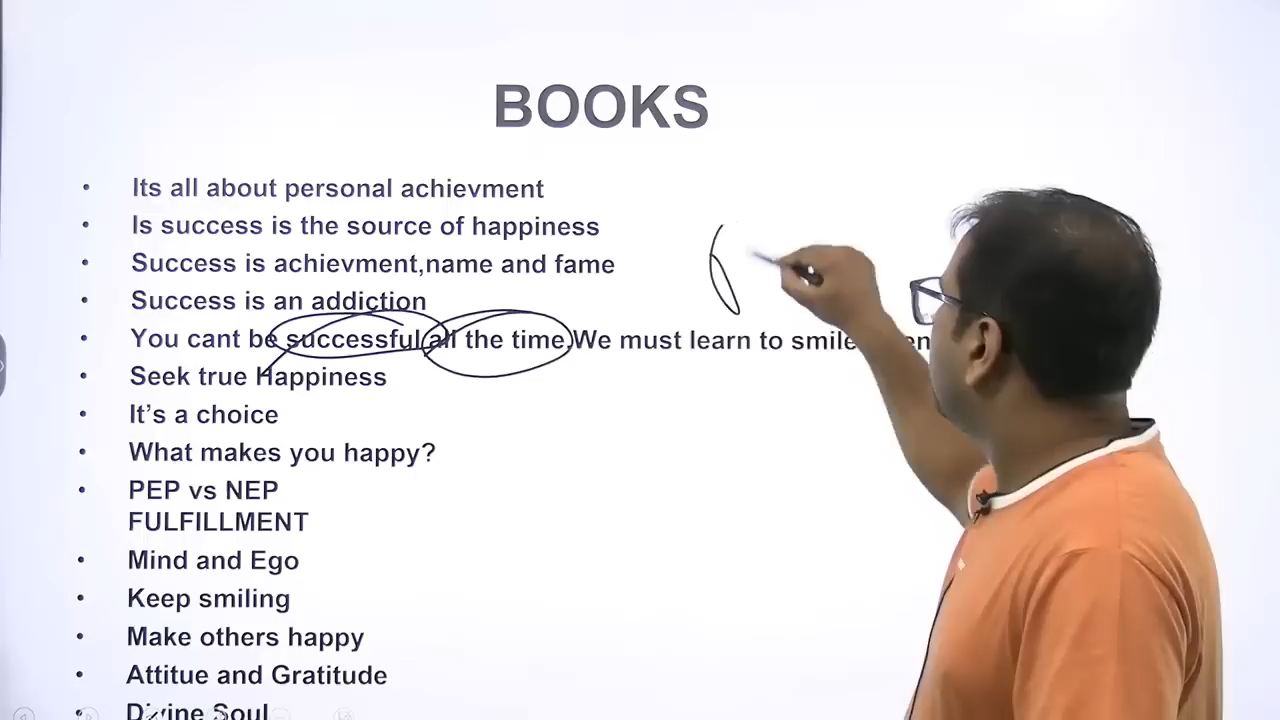 BOOKS
• Its all about personal achievment
• Is success is the source of happiness
• Success is achievment,name and fame
• Success is an addiction
• You cant be successful all the time.We must learn to smile
• Seek true Happiness
• It's a choice
• What makes you happy?
• PEP vs NEP
FULFILLMENT
• Mind and Ego
• Keep smiling
• Make others happy
• Attitue and Gratitude
• Divine Soul